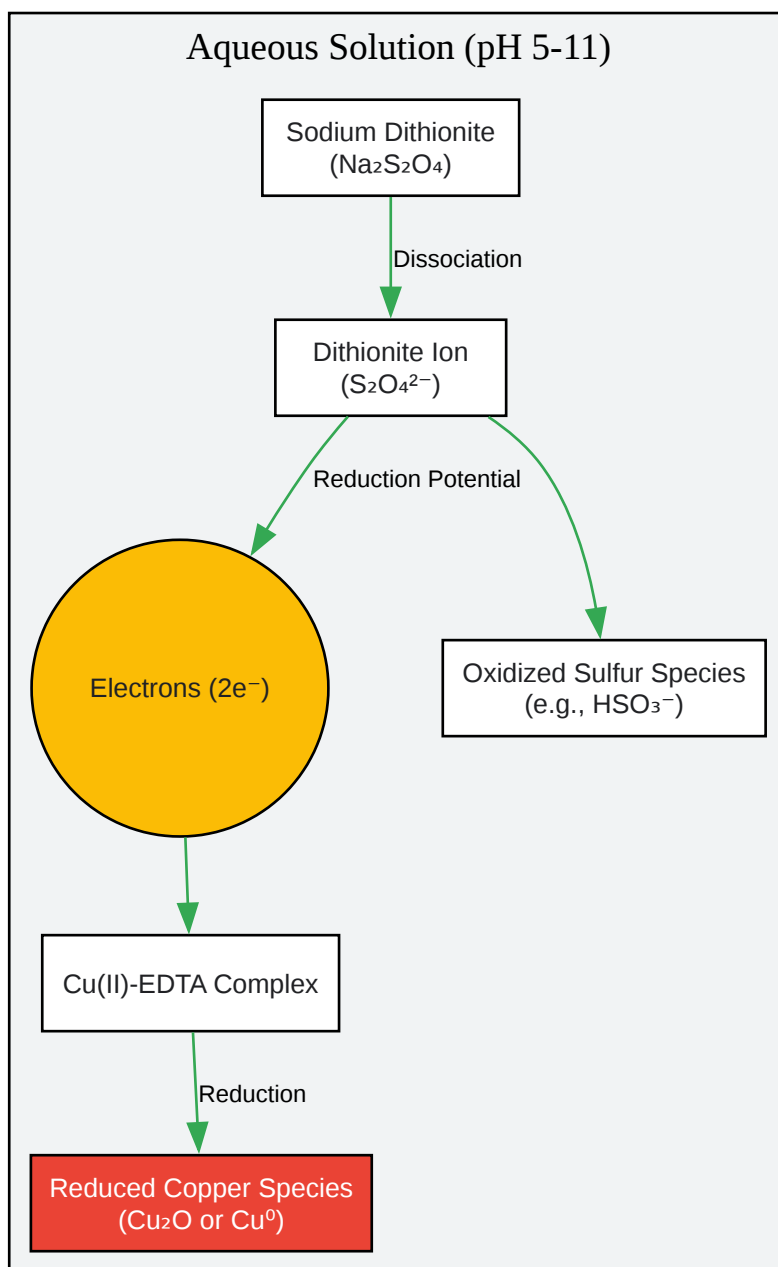 Aqueous Solution (pH 5-11)
Sodium Dithionite
(Na₂S₂O₄)
Dissociation
Dithionite Ion
(S₂O₄²⁻)
Reduction Potential
Electrons (2e⁻)
Oxidized Sulfur Species
(e.g., HSO₃⁻)
Cu(II)-EDTA Complex
Reduction
Reduced Copper Species
(Cu₂O or Cu⁰)